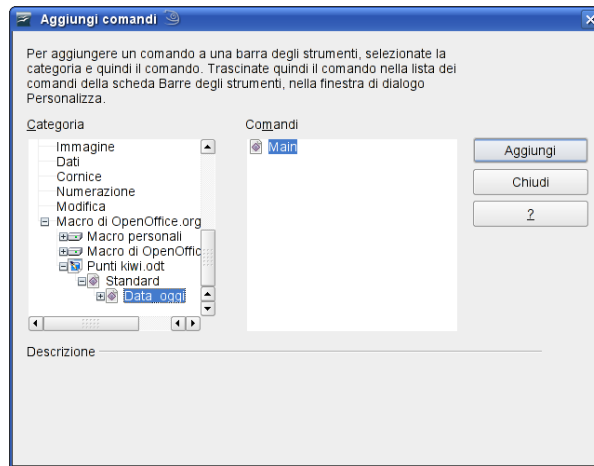 Aggiungi comandi
Per aggiungere un comando a una barra degli strumenti, selezionate la
categoria e quindi il comando. Trascinate quindi il comando nella lista dei
comandi della scheda Barre degli strumenti, nella finestra di dialogo
Personalizza.
Categoria
Comandi
Immagine
Dati
Cornice
Numerazione
Modifica
Macro di OpenOffice.org
Macro personali
Macro di OpenOffic
Punti kiwi.odt
Standard
Data_oggi
Main
Aggiungi
Chiudi
?
Descrizione